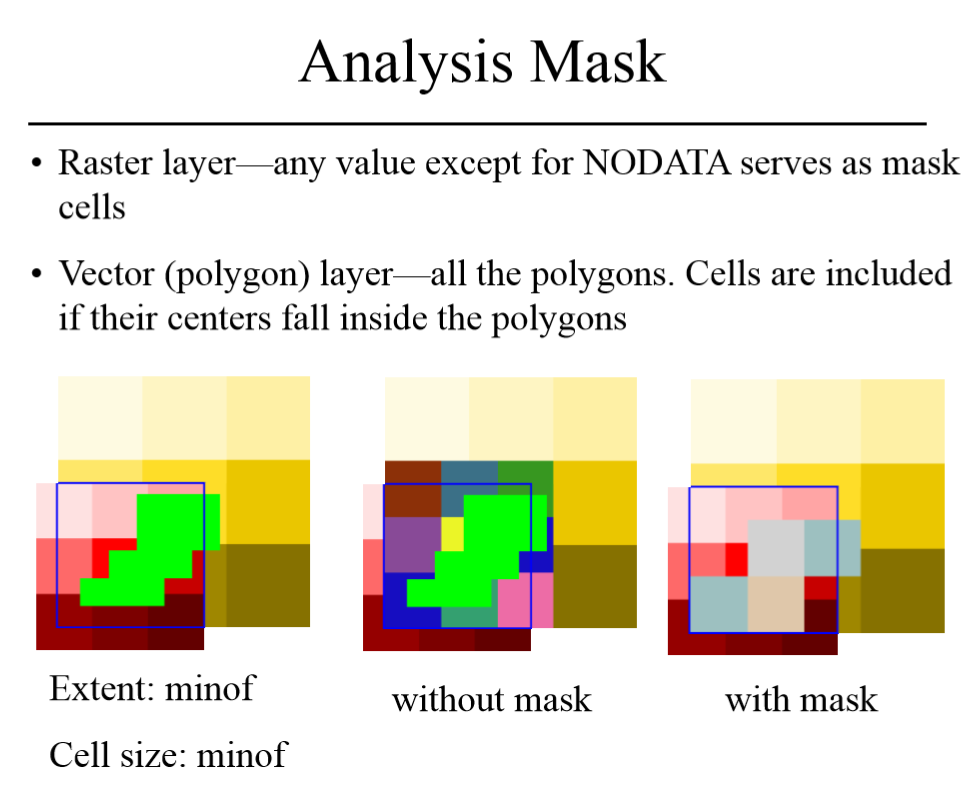 Analysis Mask
• Raster layer—any value except for NODATA serves as mask
cells
• Vector (polygon) layer—all the polygons. Cells are included
if their centers fall inside the polygons
Extent: minof
Cell size: minof
without mask
with mask